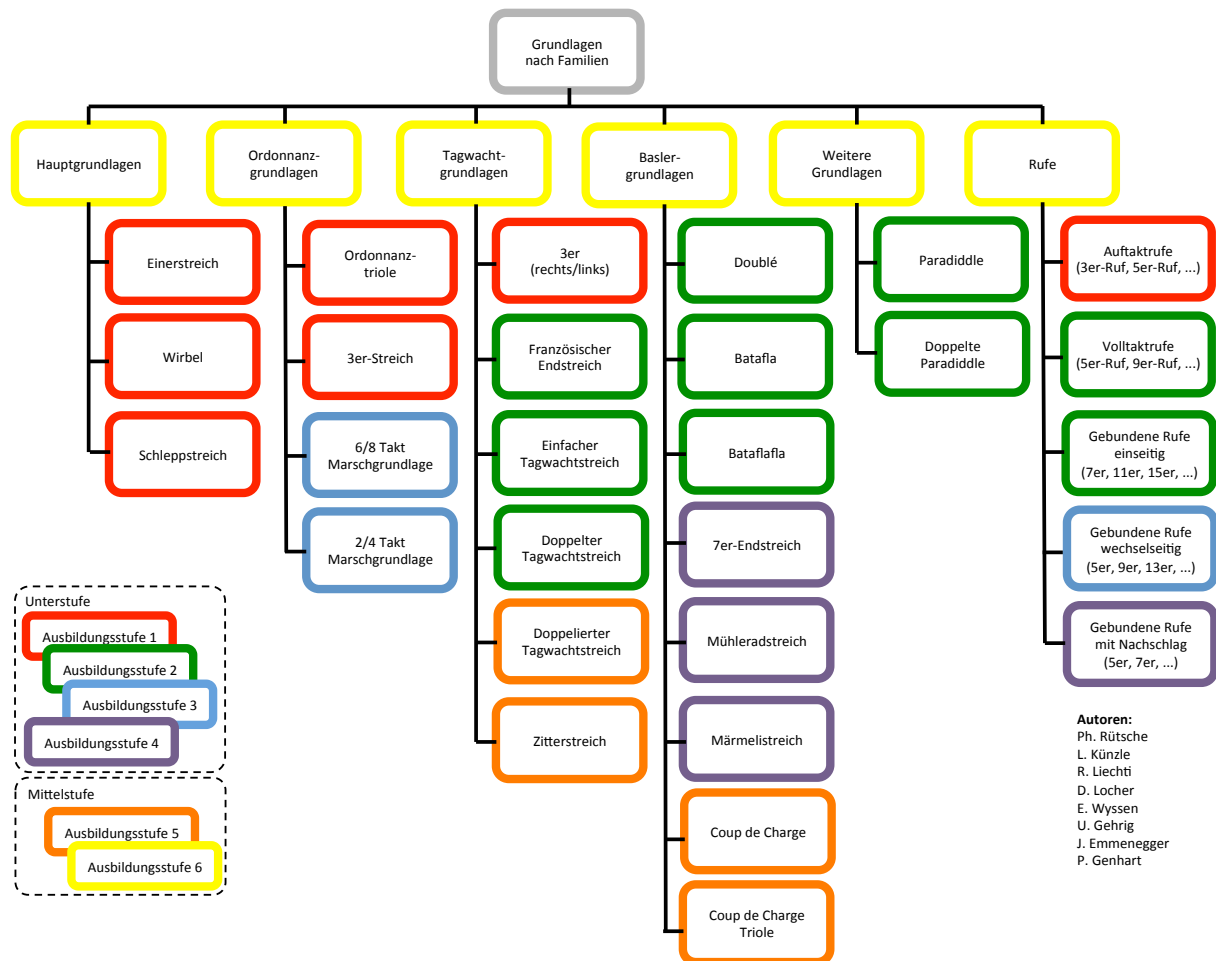 Grundlagen
nach Familien
Hauptgrundlagen
Ordonnanz-
grundlagen
Tagwacht-
grundlagen
Basler-
grundlagen
Weitere
Grundlagen
Rufe
Einerstreich
Wirbel
Schleppstreich
Ordonnanz-
triole
3er-Streich
6/8 Takt
Marschgrundlage
2/4 Takt
Marschgrundlage
3er
(rechts/links)
Französischer
Endstreich
Einfacher
Tagwachtstreich
Doppelter
Tagwachtstreich
Doppelierter
Tagwachtstreich
Zitterstreich
Doublé
Batafla
Bataflafla
7er-Endstreich
Mühleradstreich
Märmelistreich
Coup de Charge
Coup de Charge
Triole
Paradiddle
Doppelte
Paradiddle
Auftaktrufe
(3er-Ruf, 5er-Ruf, ...)
Volltaktrufe
(5er-Ruf, 9er-Ruf, ...)
Gebundene Rufe
einseitig
(7er, 11er, 15er, ...)
Gebundene Rufe
wechselseitig
(5er, 9er, 13er, ...)
Gebundene Rufe
mit Nachschlag
(5er, 7er, ...)
Unterstufe
Ausbildungsstufe 1
Ausbildungsstufe 2
Ausbildungsstufe 3
Ausbildungsstufe 4
Mittelstufe
Ausbildungsstufe 5
Ausbildungsstufe 6
Autoren:
Ph. Rütsche
L. Künzle
R. Liechti
D. Locher
E. Wyssen
U. Gehrig
J. Emmenegger
P. Genhart